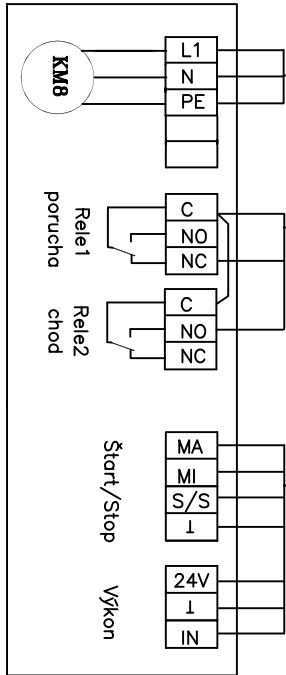 KM8
L1
N
PE
Rele1
porucha
C
NO
NC
Rele2
chod
C
NO
NC
Štart/Stop
MA
MI
S/S
⊥
Výkon
24V
⊥
IN